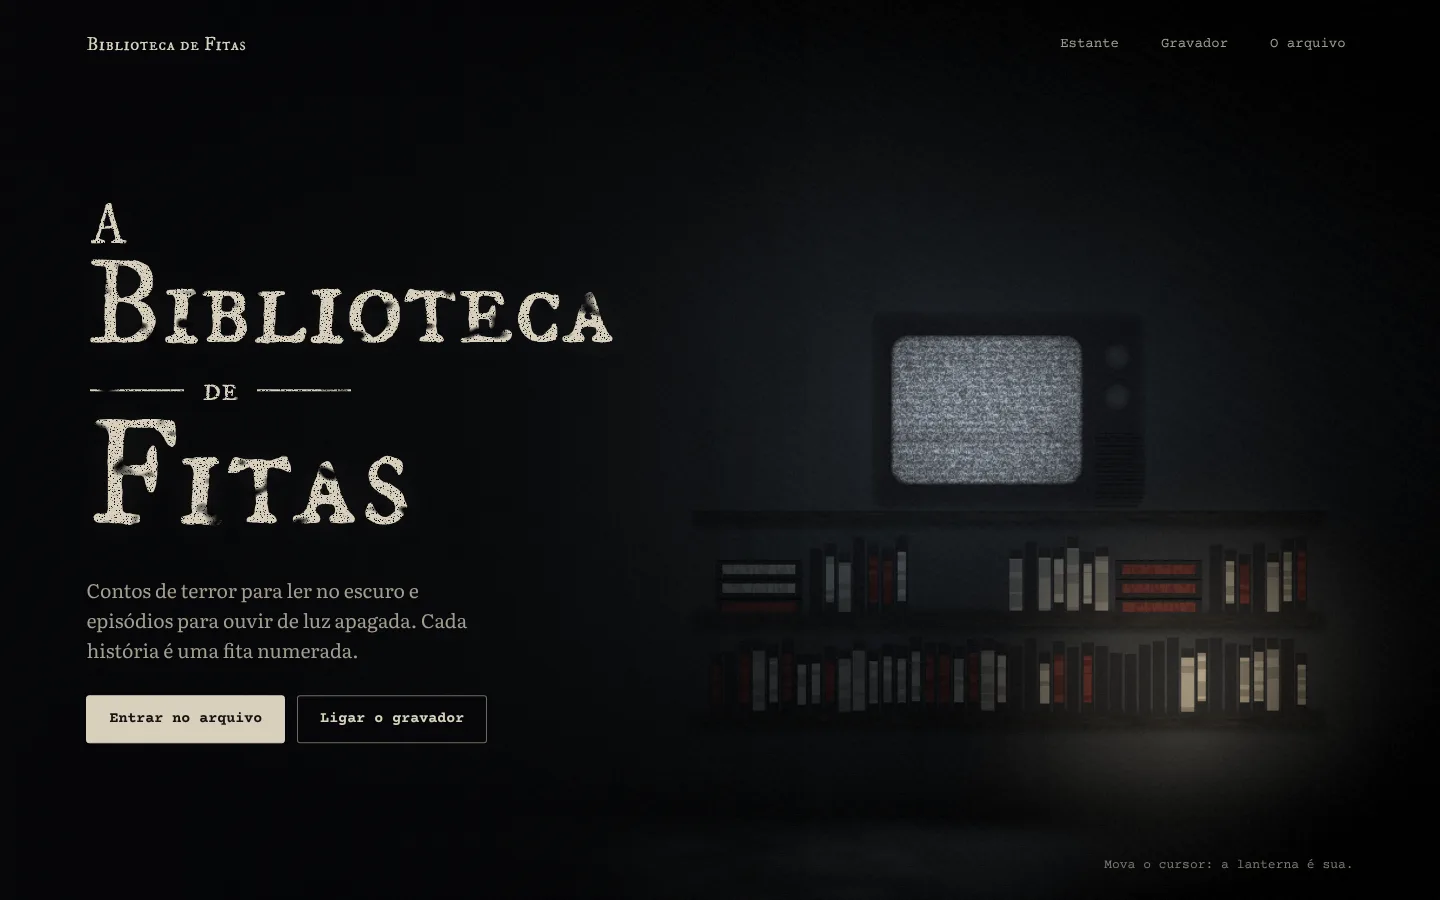 Biblioteca de Fitas
Estante
Gravador
O arquivo
A
Biblioteca
de
Fitas
Contos de terror para ler no escuro e
episódios para ouvir de luz apagada. Cada
história é uma fita numerada.
Entrar no arquivo
Ligar o gravador
Mova o cursor: a lanterna é sua.